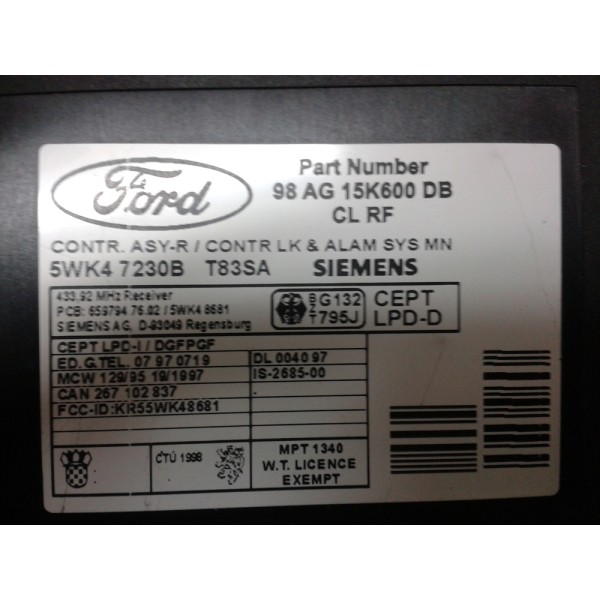 Ford
Part Number
98 AG 15K600 DB
CL RF
CONTR. ASY-R / CONTR LK & ALAM SYS MN
5WK4 7230B T83SA SIEMENS
433.92 MHz Receiver
PCB: 659794 76.02 / 5WK4 8681
SIEMENS AG, D-93049 Regensburg
BZT
G132
795J
CEPT
LPD-D
CEPT LPD-I / DGFPGF
ED.G.TEL. 07 97 0719
DL 004097
MCW 129/95 19/1997
IS-2685-00
CAN 267 102 837
FCC-ID:KR55WK48681
ČTÚ 1998
MPT 1340
W.T. LICENCE
EXEMPT